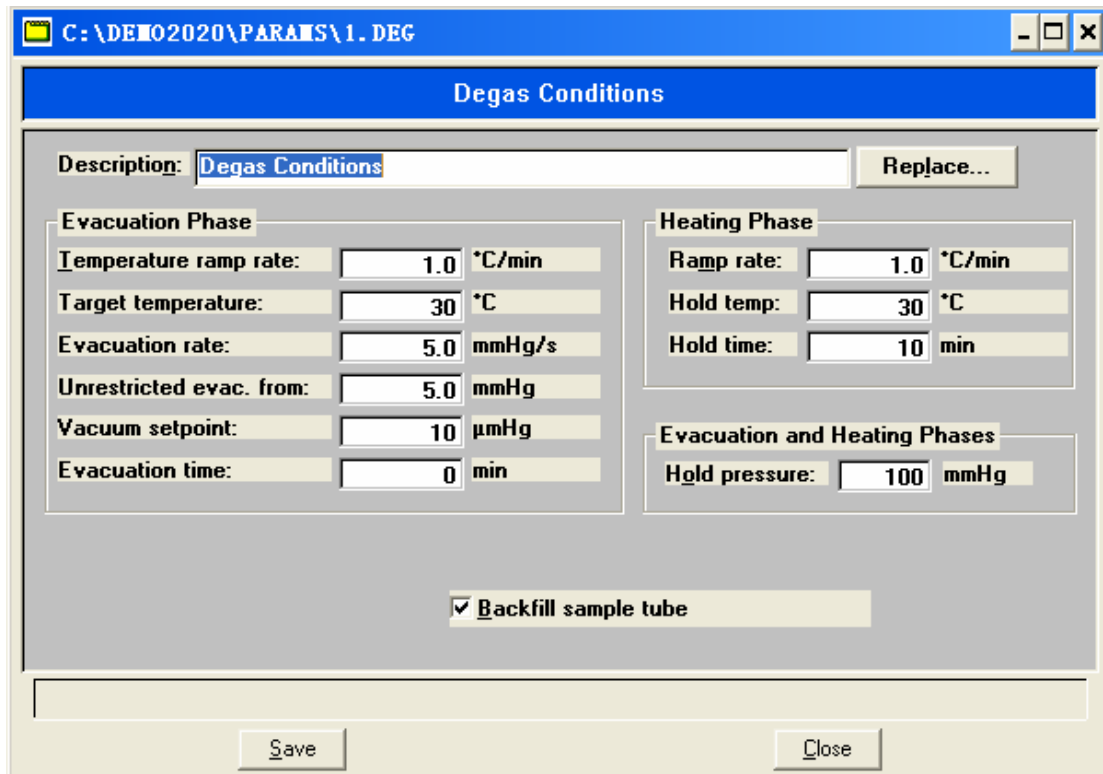 C:\DEMO2020\PARAMS\1.DEG
Degas Conditions
Description: Degas Conditions Replace...
Evacuation Phase
Temperature ramp rate: 1.0 °C/min
Target temperature: 30 °C
Evacuation rate: 5.0 mmHg/s
Unrestricted evac. from: 5.0 mmHg
Vacuum setpoint: 10 µmHg
Evacuation time: 0 min
Heating Phase
Ramp rate: 1.0 °C/min
Hold temp: 30 °C
Hold time: 10 min
Evacuation and Heating Phases
Hold pressure: 100 mmHg
Backfill sample tube
Save Close